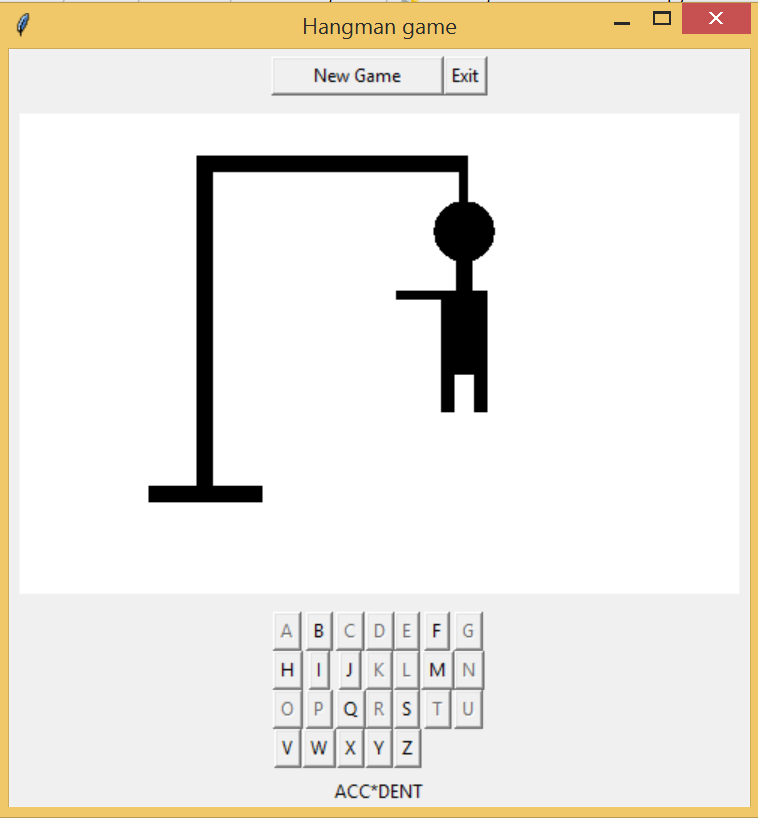 Hangman game
New Game Exit
A B C D E F G
H I J K L M N
O P Q R S T U
V W X Y Z
ACC*DENT